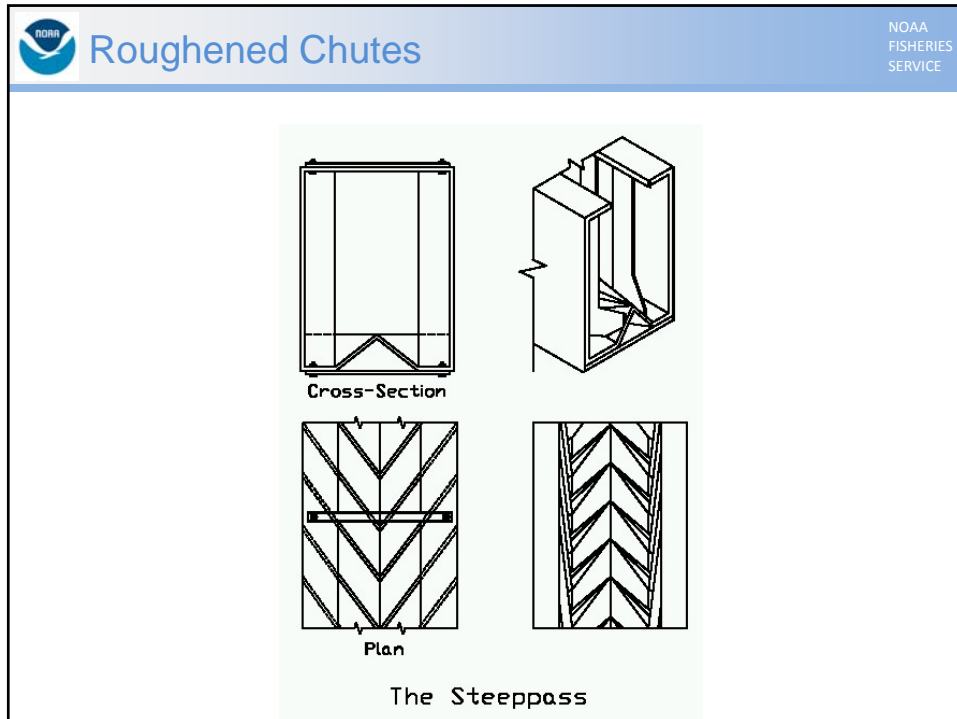 NOAA
Roughened Chutes
NOAA
FISHERIES
SERVICE
Cross-Section
Plan
The Steeppass